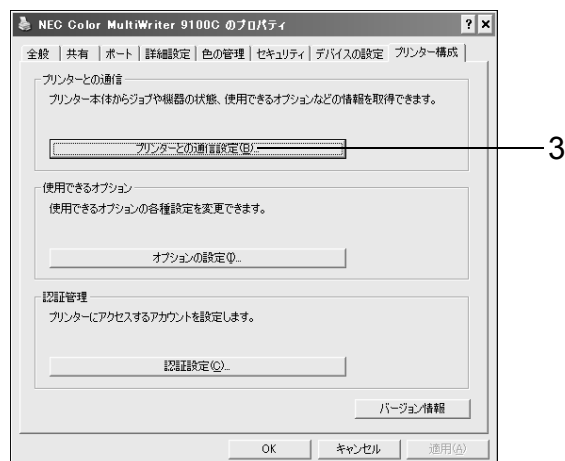 NEC Color MultiWriter 9100C のプロパティ
全般 共有 ポート 詳細設定 色の管理 セキュリティ デバイスの設定 プリンター構成
プリンターとの通信
プリンター本体からジョブや機器の状態、使用できるオプションなどの情報を取得できます。
プリンターとの通信設定(B)... 3
使用できるオプション
使用できるオプションの各種設定を変更できます。
オプションの設定(I)...
認証管理
プリンターにアクセスするアカウントを設定します。
認証設定(C)...
バージョン情報
OK キャンセル 適用(A)